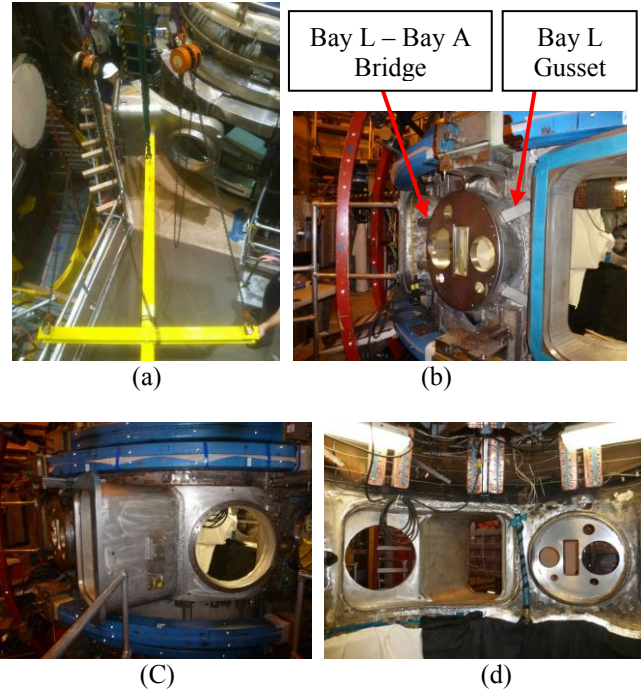 Bay L – Bay A
Bridge
Bay L
Gusset
(a)
(b)
(C)
(d)